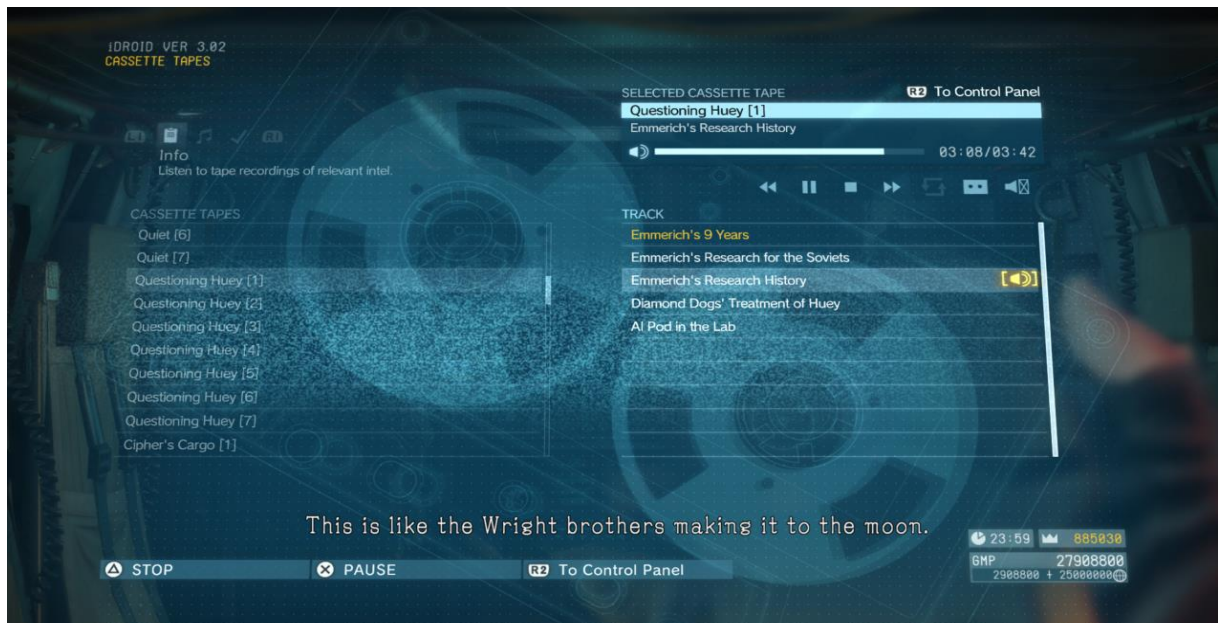 iDROID VER 3.02
CASSETTE TAPES
L1
R1
Info
Listen to tape recordings of relevant intel.
SELECTED CASSETTE TAPE
R2 To Control Panel
Questioning Huey [1]
Emmerich's Research History
03:08/03:42
CASSETTE TAPES
Quiet [6]
Quiet [7]
Questioning Huey [1]
Questioning Huey [2]
Questioning Huey [3]
Questioning Huey [4]
Questioning Huey [5]
Questioning Huey [6]
Questioning Huey [7]
Cipher's Cargo [1]
TRACK
Emmerich's 9 Years
Emmerich's Research for the Soviets
Emmerich's Research History
Diamond Dogs' Treatment of Huey
AI Pod in the Lab
This is like the Wright brothers making it to the moon.
23:59 885030
GMP 27908800
2908800 + 25000000
STOP
PAUSE
R2 To Control Panel